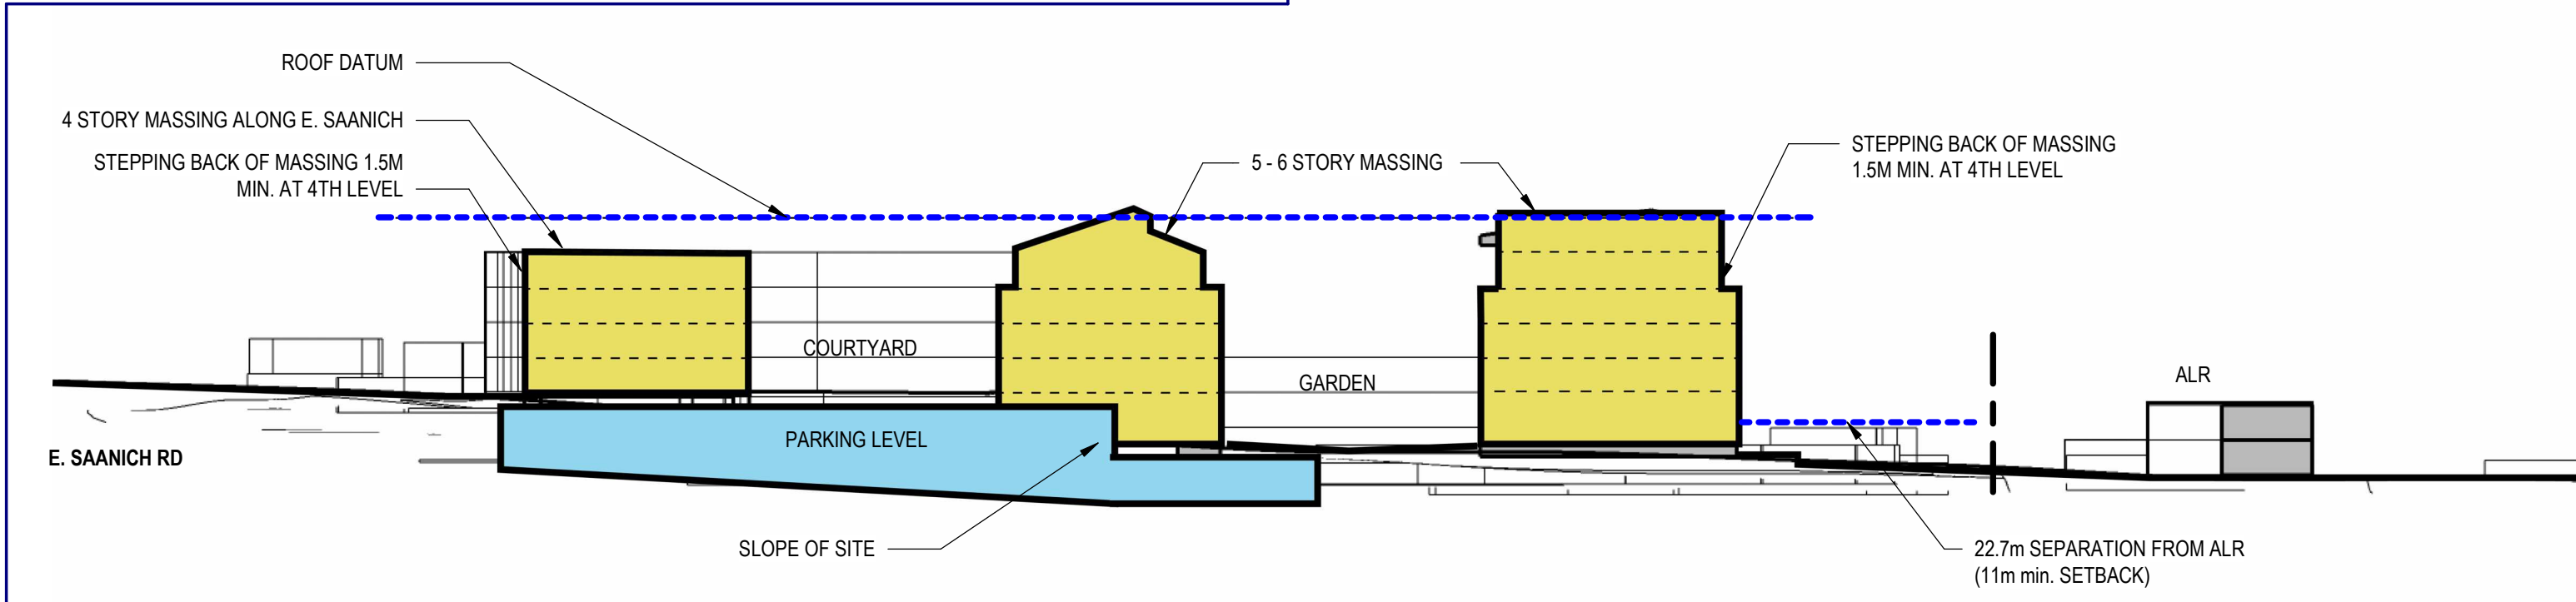 ROOF DATUM
4 STORY MASSING ALONG E. SAANICH
STEPPING BACK OF MASSING 1.5M
MIN. AT 4TH LEVEL
5 - 6 STORY MASSING
STEPPING BACK OF MASSING
1.5M MIN. AT 4TH LEVEL
COURTYARD
GARDEN
ALR
PARKING LEVEL
E. SAANICH RD
SLOPE OF SITE
22.7m SEPARATION FROM ALR
(11m min. SETBACK)